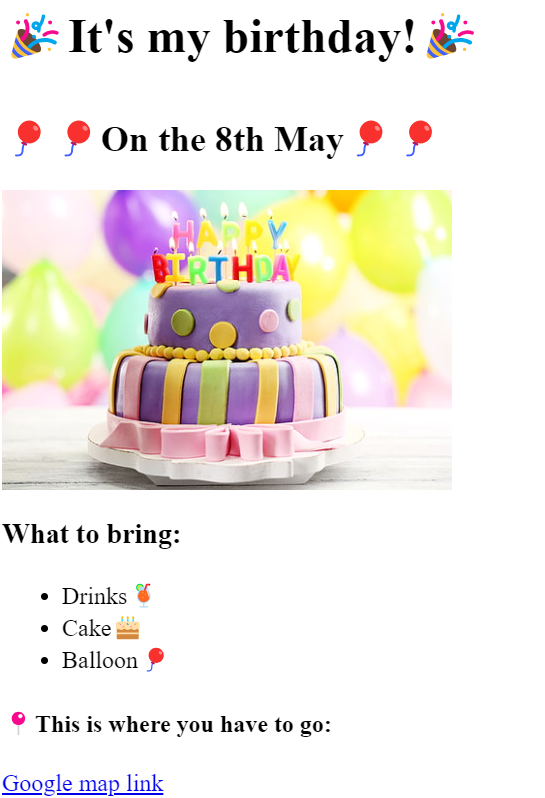 🎉 It's my birthday! 🎉
🎈 🎈 On the 8th May 🎈 🎈
HAPPY
BIRTHDAY
What to bring:
• Drinks 🍹
• Cake 🎂
• Balloon 🎈
📍 This is where you have to go:
Google map link